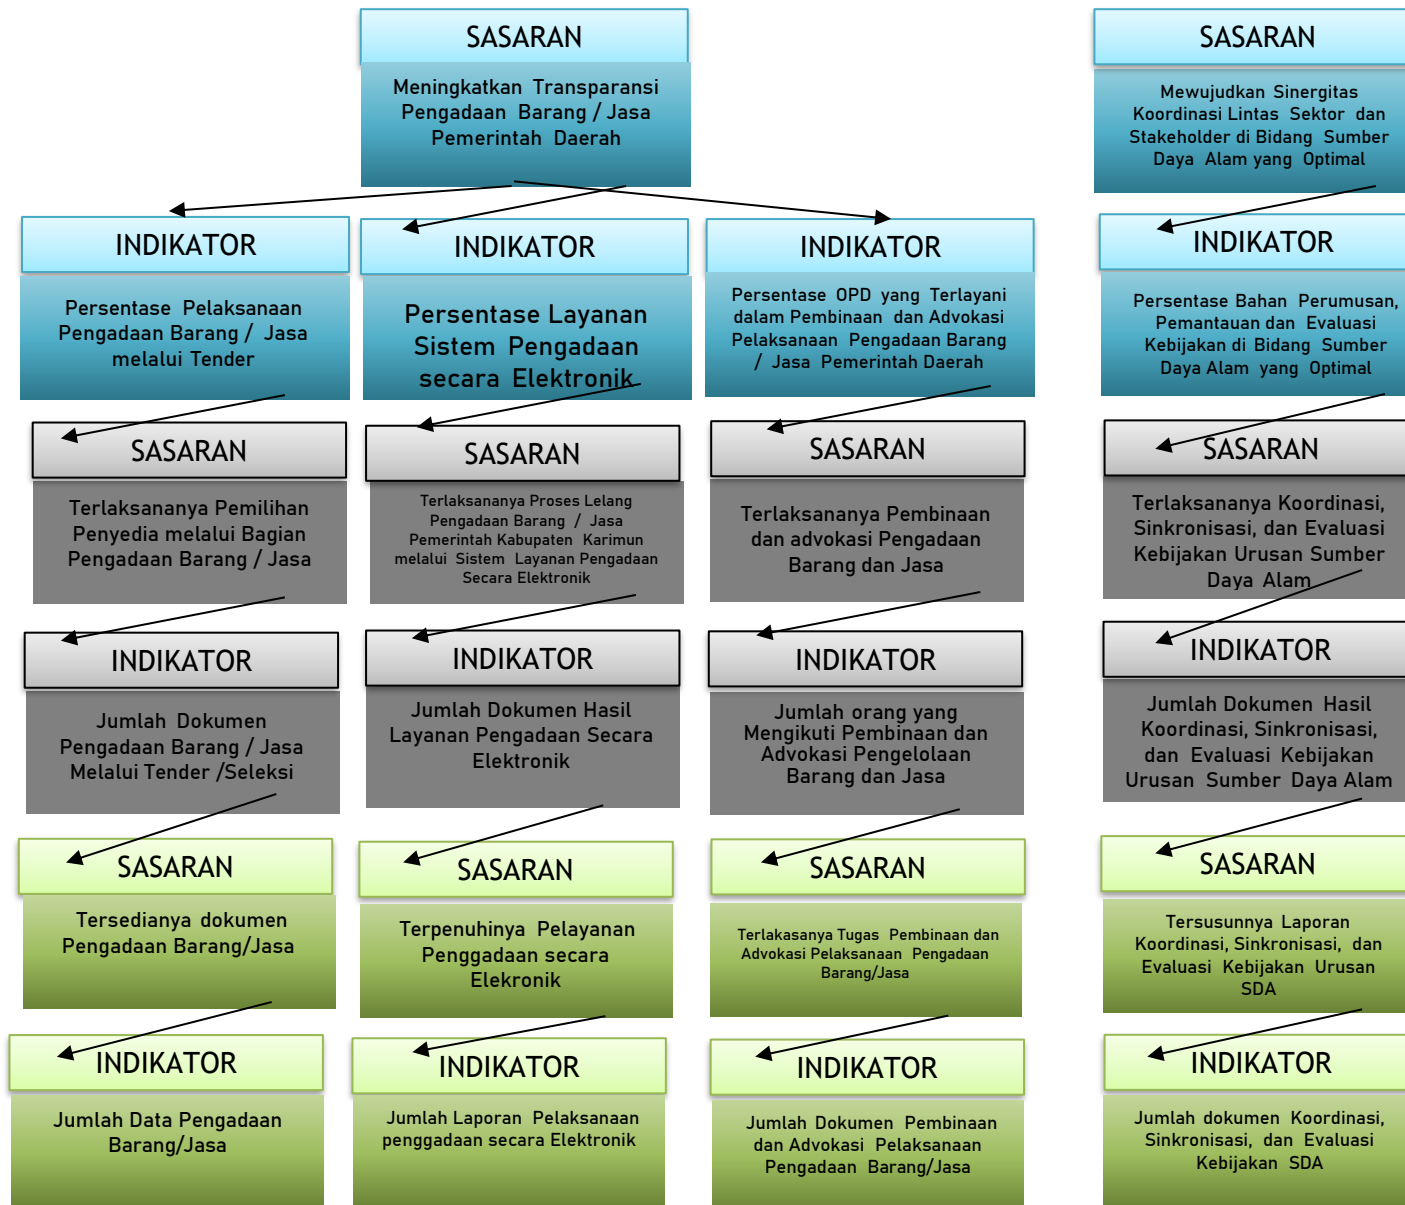 SASARAN
Meningkatkan Transparansi
Pengadaan Barang / Jasa
Pemerintah Daerah
INDIKATOR
Persentase Pelaksanaan
Pengadaan Barang / Jasa
melalui Tender
INDIKATOR
Persentase Layanan
Sistem Pengadaan
secara Elektronik
INDIKATOR
Persentase OPD yang Terlayani
dalam Pembinaan dan Advokasi
Pelaksanaan Pengadaan Barang
/ Jasa Pemerintah Daerah
SASARAN
Terlaksananya Pemilihan
Penyedia melalui Bagian
Pengadaan Barang / Jasa
SASARAN
Terlaksananya Proses Lelang
Pengadaan Barang / Jasa
Pemerintah Kabupaten Karimun
melalui Sistem Layanan Pengadaan
Secara Elektronik
SASARAN
Terlaksananya Pembinaan
dan advokasi Pengadaan
Barang dan Jasa
INDIKATOR
Jumlah Dokumen
Pengadaan Barang / Jasa
Melalui Tender /Seleksi
INDIKATOR
Jumlah Dokumen Hasil
Layanan Pengadaan Secara
Elektronik
INDIKATOR
Jumlah orang yang
Mengikuti Pembinaan dan
Advokasi Pengelolaan
Barang dan Jasa
SASARAN
Tersedianya dokumen
Pengadaan Barang/Jasa
SASARAN
Terpenuhinya Pelayanan
Penggadaan secara
Elekronik
SASARAN
Terlakasanya Tugas Pembinaan dan
Advokasi Pelaksanaan Pengadaan
Barang/Jasa
INDIKATOR
Jumlah Data Pengadaan
Barang/Jasa
INDIKATOR
Jumlah Laporan Pelaksanaan
penggadaan secara Elektronik
INDIKATOR
Jumlah Dokumen Pembinaan
dan Advokasi Pelaksanaan
Pengadaan Barang/Jasa
SASARAN
Mewujudkan Sinergitas
Koordinasi Lintas Sektor dan
Stakeholder di Bidang Sumber
Daya Alam yang Optimal
INDIKATOR
Persentase Bahan Perumusan,
Pemantauan dan Evaluasi
Kebijakan di Bidang Sumber
Daya Alam yang Optimal
SASARAN
Terlaksananya Koordinasi,
Sinkronisasi, dan Evaluasi
Kebijakan Urusan Sumber
Daya Alam
INDIKATOR
Jumlah Dokumen Hasil
Koordinasi, Sinkronisasi,
dan Evaluasi Kebijakan
Urusan Sumber Daya Alam
SASARAN
Tersusunnya Laporan
Koordinasi, Sinkronisasi, dan
Evaluasi Kebijakan Urusan
SDA
INDIKATOR
Jumlah dokumen Koordinasi,
Sinkronisasi, dan Evaluasi
Kebijakan SDA